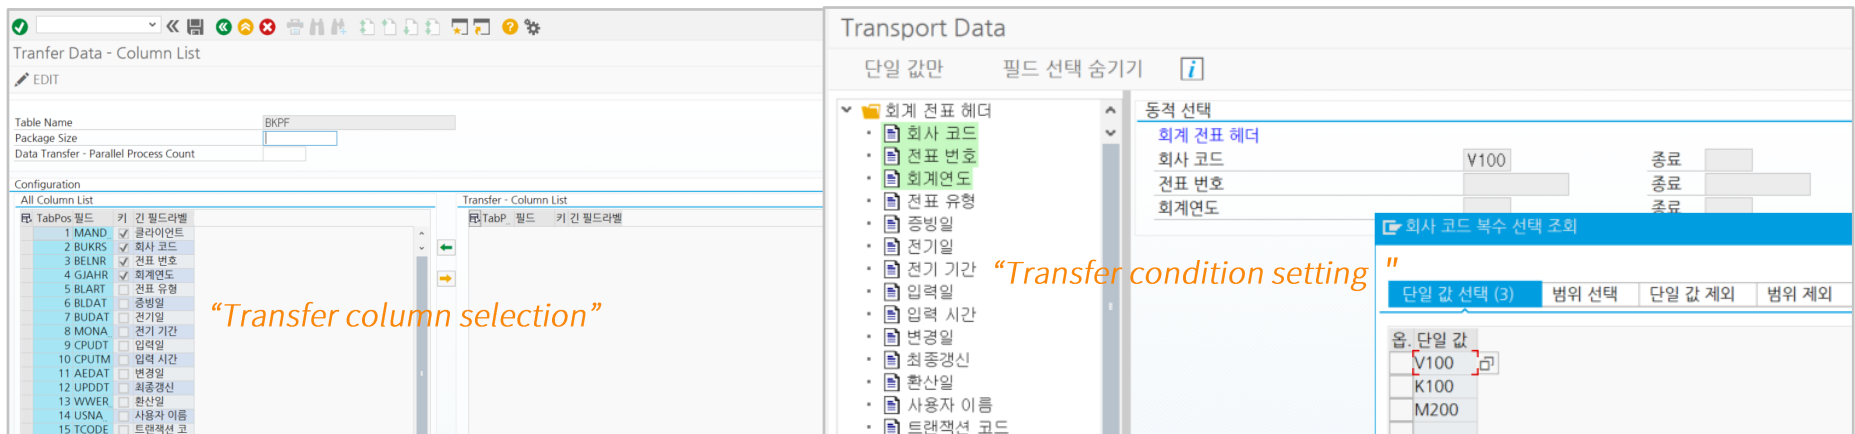 Tranfer Data - Column List
EDIT
Table Name BKPF
Package Size
Data Transfer - Parallel Process Count
Configuration
All Column List
TabPos 필드 키 긴 필드라벨
1 MAND_ 클라이언트
2 BUKRS 회사 코드
3 BELNR 전표 번호
4 GJAHR 회계연도
5 BLART 전표 유형
6 BLDAT 증빙일
7 BUDAT 전기일
8 MONA_ 전기 기간
9 CPUDT 입력일
10 CPUTM 입력 시간
11 AEDAT 변경일
12 UPDDT 최종갱신
13 WWER_ 환산일
14 USNA_ 사용자 이름
15 TCODE 트랜잭션 코
Transfer - Column List
TabP_ 필드 키 긴 필드라벨
“Transfer column selection”
Transport Data
단일 값만 필드 선택 숨기기
회계 전표 헤더
회사 코드
전표 번호
회계연도
전표 유형
증빙일
전기일
전기 기간
입력일
입력 시간
변경일
최종갱신
환산일
사용자 이름
트랜잭션 코드
동적 선택
회계 전표 헤더
회사 코드 V100 종료
전표 번호 종료
회계연도 종료
“Transfer condition setting "
회사 코드 복수 선택 조회
단일 값 선택 (3) 범위 선택 단일 값 제외 범위 제외
옵. 단일 값
V100
K100
M200